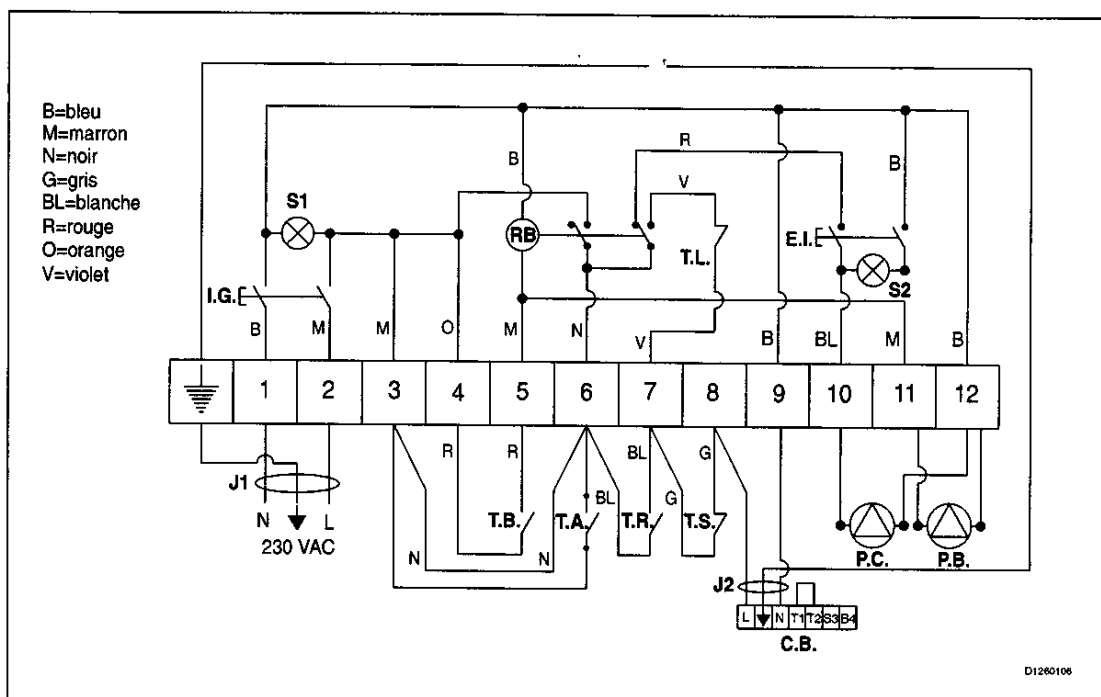 B=bleu
M=marron
N=noir
G=gris
BL=blanche
R=rouge
O=orange
V=violet
S1
B
RB
R
V
T.L.
B
E.I.
S2
I.G.
B
M
M
O
M
N
V
B
BL
M
B
1 2 3 4 5 6 7 8 9 10 11 12
J1
N L
230 VAC
R
R
BL
BL
G
G
T.B.
T.A.
T.R.
T.S.
N
N
P.C.
P.B.
J2
L N T1 T2 S3 B4
C.B.
D1260106